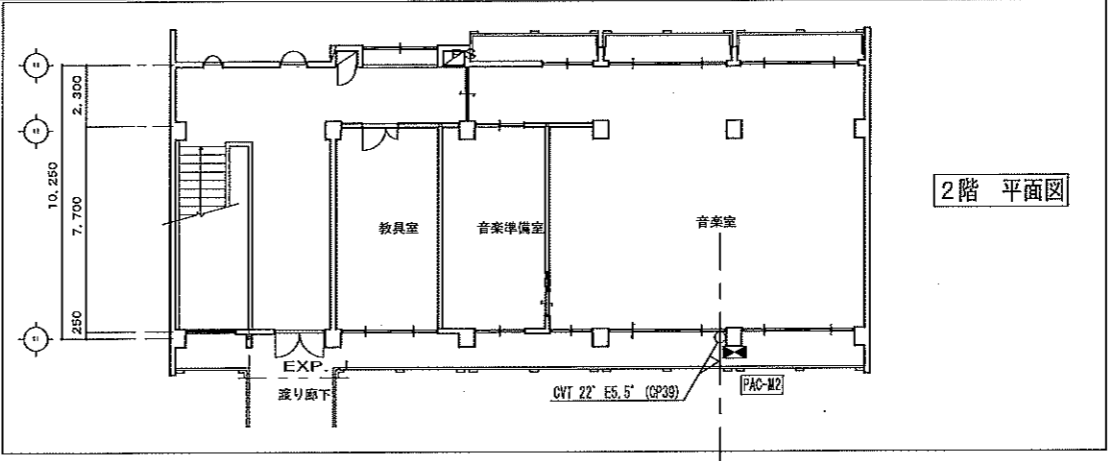 PS
2,300
10,250
7,700
250
教具室
音楽準備室
音楽室
2階 平面図
EXP.
渡り廊下
CVT 22° E5.5° (GP39)
PAC-M2